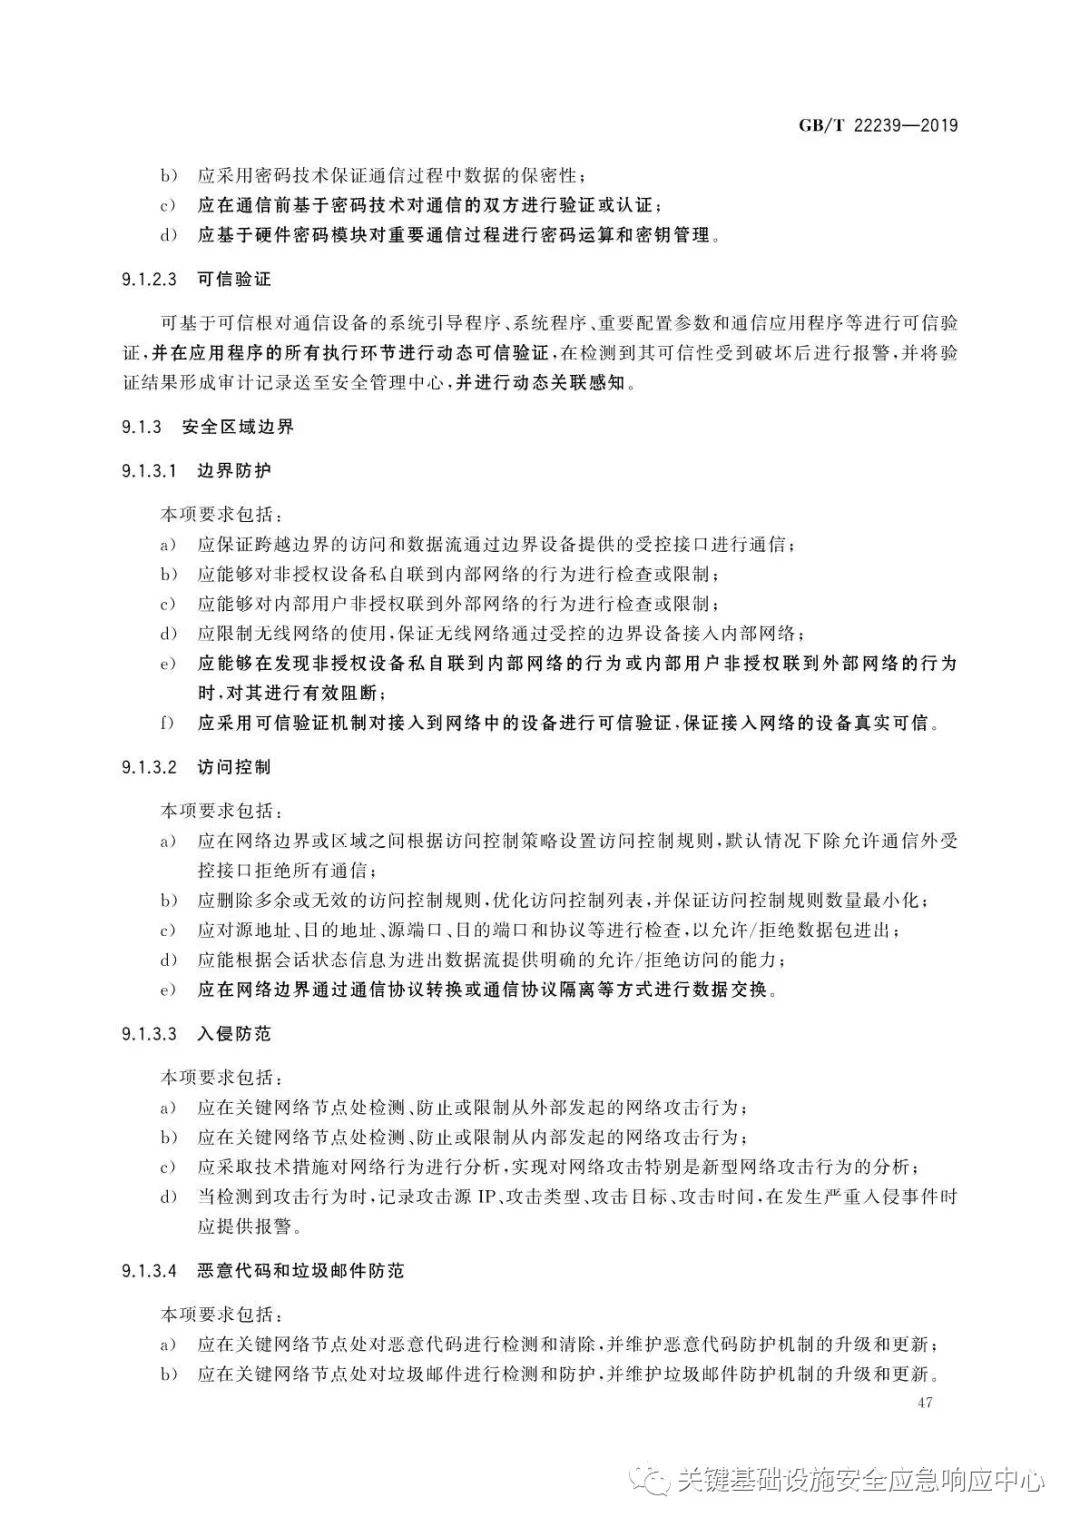 GB/T 22239—2019
b) 应采用密码技术保证通信过程中数据的保密性；
c) 应在通信前基于密码技术对通信的双方进行验证或认证；
d) 应基于硬件密码模块对重要通信过程进行密码运算和密钥管理。
9.1.2.3 可信验证
可基于可信根对通信设备的系统引导程序、系统程序、重要配置参数和通信应用程序等进行可信验
证，并在应用程序的所有执行环节进行动态可信验证，在检测到其可信性受到破坏后进行报警，并将验
证结果形成审计记录送至安全管理中心，并进行动态关联感知。
9.1.3 安全区域边界
9.1.3.1 边界防护
本项要求包括：
a) 应保证跨越边界的访问和数据流通过边界设备提供的受控接口进行通信；
b) 应能够对非授权设备私自联到内部网络的行为进行检查或限制；
c) 应能够对内部用户非授权联到外部网络的行为进行检查或限制；
d) 应限制无线网络的使用，保证无线网络通过受控的边界设备接入内部网络；
e) 应能够在发现非授权设备私自联到内部网络的行为或内部用户非授权联到外部网络的行为
时，对其进行有效阻断；
f) 应采用可信验证机制对接入到网络中的设备进行可信验证，保证接入网络的设备真实可信。
9.1.3.2 访问控制
本项要求包括：
a) 应在网络边界或区域之间根据访问控制策略设置访问控制规则，默认情况下除允许通信外受
控接口拒绝所有通信；
b) 应删除多余或无效的访问控制规则，优化访问控制列表，并保证访问控制规则数量最小化；
c) 应对源地址、目的地址、源端口、目的端口和协议等进行检查，以允许/拒绝数据包进出；
d) 应能根据会话状态信息为进出数据流提供明确的允许/拒绝访问的能力；
e) 应在网络边界通过通信协议转换或通信协议隔离等方式进行数据交换。
9.1.3.3 入侵防范
本项要求包括：
a) 应在关键网络节点处检测、防止或限制从外部发起的网络攻击行为；
b) 应在关键网络节点处检测、防止或限制从内部发起的网络攻击行为；
c) 应采取技术措施对网络行为进行分析，实现对网络攻击特别是新型网络攻击行为的分析；
d) 当检测到攻击行为时，记录攻击源 IP、攻击类型、攻击目标、攻击时间，在发生严重入侵事件时
应提供报警。
9.1.3.4 恶意代码和垃圾邮件防范
本项要求包括：
a) 应在关键网络节点处对恶意代码进行检测和清除，并维护恶意代码防护机制的升级和更新；
b) 应在关键网络节点处对垃圾邮件进行检测和防护，并维护垃圾邮件防护机制的升级和更新。
47
关键基础设施安全应急响应中心